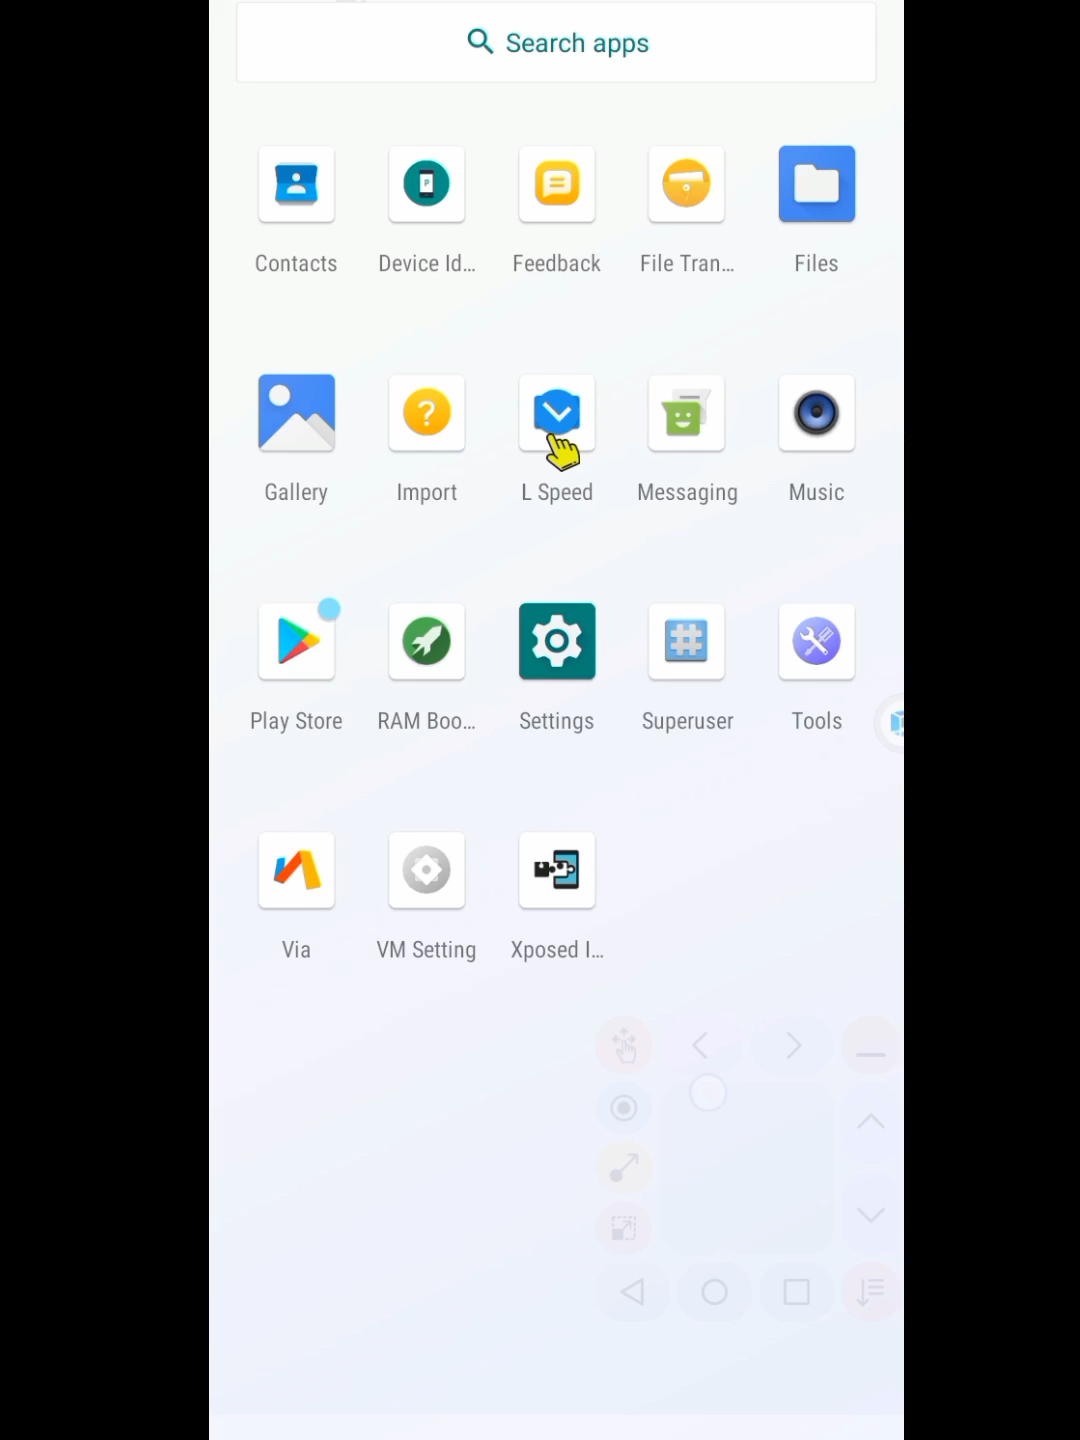 Search apps
Contacts
Device Id...
Feedback
File Tran...
Files
Gallery
Import
L Speed
Messaging
Music
Play Store
RAM Boo...
Settings
Superuser
Tools
Via
VM Setting
Xposed I...